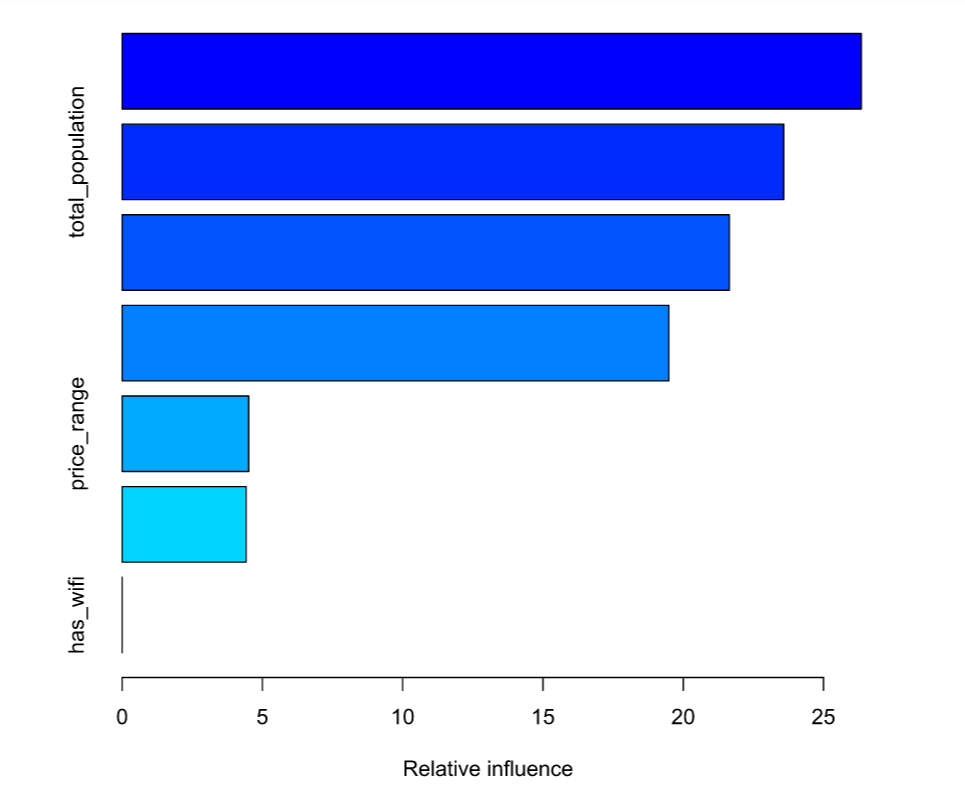 total_population
price_range
has_wifi
0 5 10 15 20 25
Relative influence